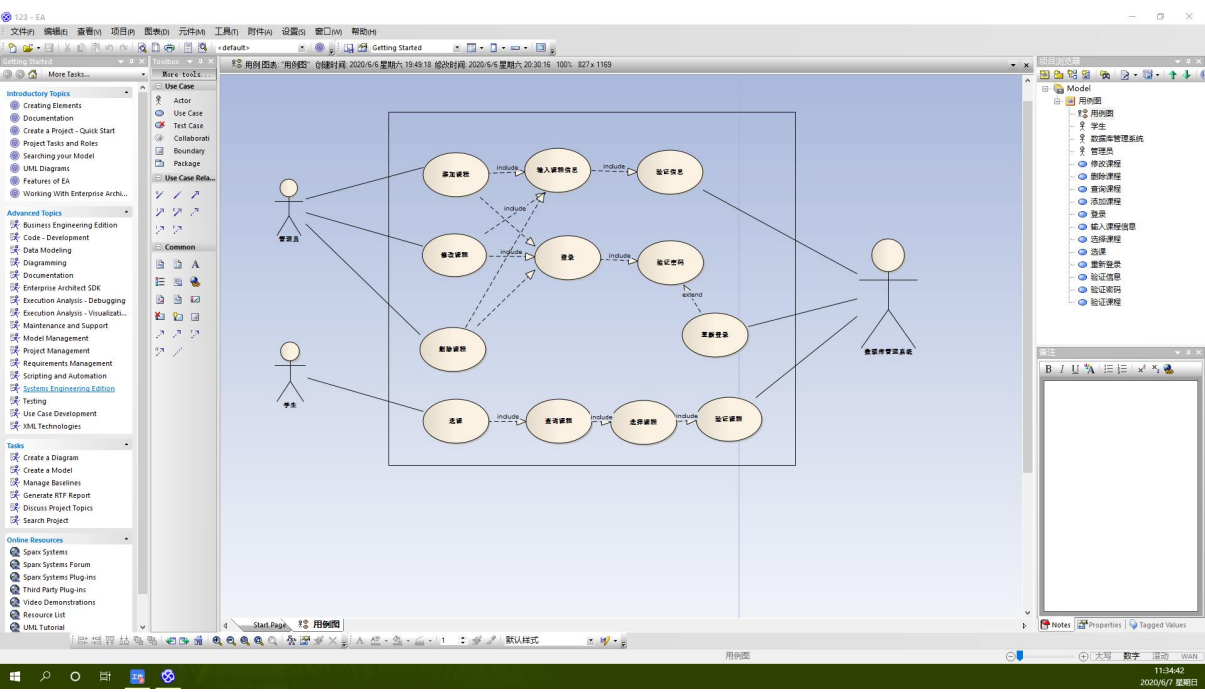 123 - EA
文件(F) 编辑(E) 查看(V) 项目(P) 图表(D) 元件(M) 工具(T) 附件(A) 设置(S) 窗口(W) 帮助(H)
<default>
Getting Started
Getting Started
More Tasks...
Introductory Topics
Creating Elements
Documentation
Create a Project - Quick Start
Project Tasks and Roles
Searching your Model
UML Diagrams
Features of EA
Working With Enterprise Archi...
Advanced Topics
Business Engineering Edition
Code - Development
Data Modeling
Diagramming
Documentation
Enterprise Architect SDK
Execution Analysis - Debugging
Execution Analysis - Visualizati...
Maintenance and Support
Model Management
Project Management
Requirements Management
Scripting and Automation
Systems Engineering Edition
Testing
Use Case Development
XML Technologies
Tasks
Create a Diagram
Create a Model
Manage Baselines
Generate RTF Report
Discuss Project Topics
Search Project
Online Resources
Sparx Systems
Sparx Systems Forum
Sparx Systems Plug-ins
Third Party Plug-ins
Video Demonstrations
Resource List
UML Tutorial
Toolbox
More tools...
Use Case
Actor
Use Case
Test Case
Collaborati
Boundary
Package
Use Case Rela...
Common
用例图表: "用例图" 创建时间: 2020/6/6 星期六 19:49:18 修改时间: 2020/6/6 星期六 20:30:16 100% 827 x 1169
添加课程
include
输入课程信息
include
验证信息
include
管理员
修改课程
include
登录
include
验证密码
extend
重新登录
删除课程
数据库管理系统
学生
选课
include
查询课程
include
选择课程
include
验证课程
Start Page
用例图
1
默认样式
项目浏览器
Model
用例图
用例图
学生
数据库管理系统
管理员
修改课程
删除课程
查询课程
添加课程
登录
输入课程信息
选择课程
选课
重新登录
验证信息
验证密码
验证课程
备注
B I U A
Notes Properties Tagged Values
用例图
大写 数字 滚动 WAN
11:34:42
2020/6/7 星期日